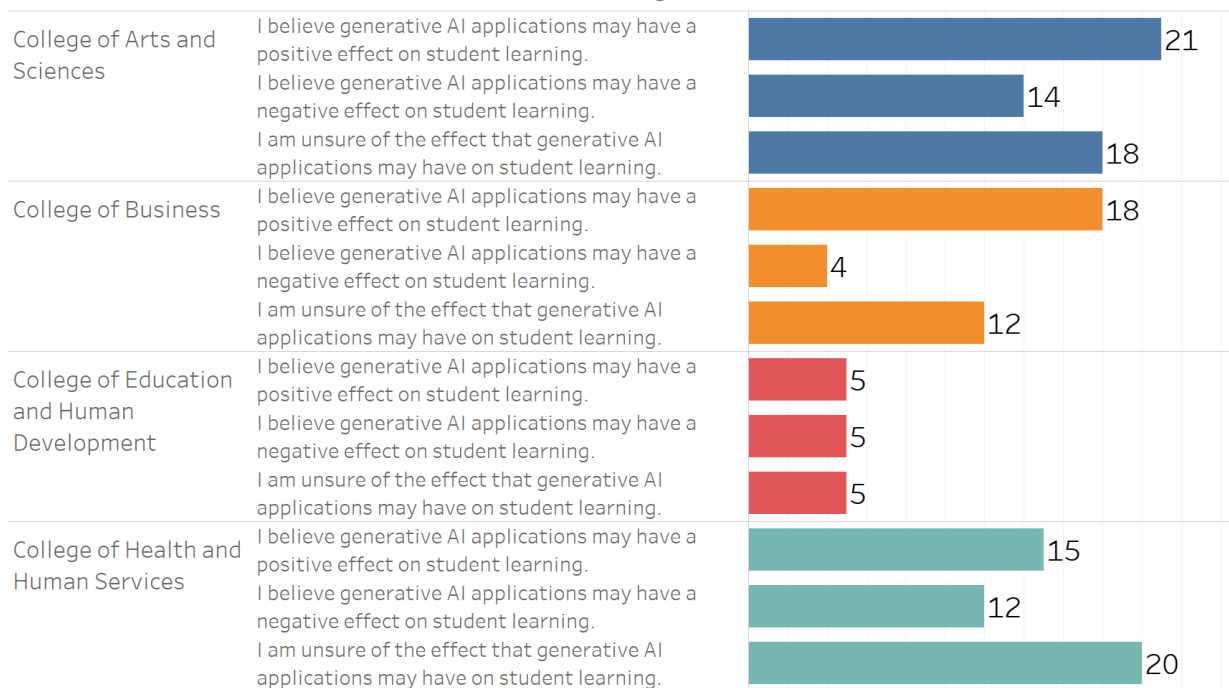 College of Arts and
Sciences
I believe generative AI applications may have a
positive effect on student learning.
21
I believe generative AI applications may have a
negative effect on student learning.
14
I am unsure of the effect that generative AI
applications may have on student learning.
18
College of Business
I believe generative AI applications may have a
positive effect on student learning.
18
I believe generative AI applications may have a
negative effect on student learning.
4
I am unsure of the effect that generative AI
applications may have on student learning.
12
College of Education
and Human
Development
I believe generative AI applications may have a
positive effect on student learning.
5
I believe generative AI applications may have a
negative effect on student learning.
5
I am unsure of the effect that generative AI
applications may have on student learning.
5
College of Health and
Human Services
I believe generative AI applications may have a
positive effect on student learning.
15
I believe generative AI applications may have a
negative effect on student learning.
12
I am unsure of the effect that generative AI
applications may have on student learning.
20